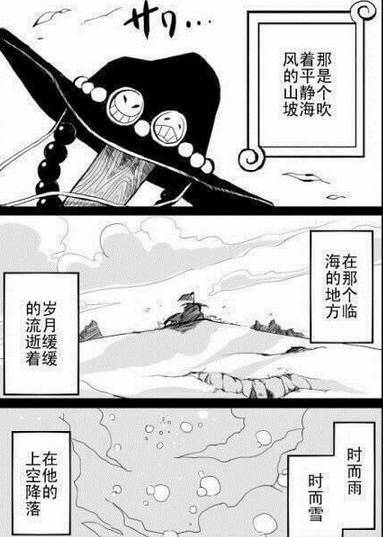 サワ…
那是个吹
着平静海
风的山坡
在那个临
海的地方
岁月缓缓
的流逝着
时而雨
时而雪
在他的
上空降落